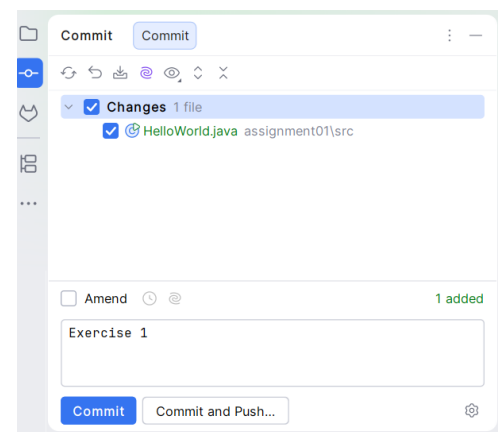 Commit Commit
Changes 1 file
HelloWorld.java assignment01\src
Amend 1 added
Exercise 1
Commit Commit and Push...